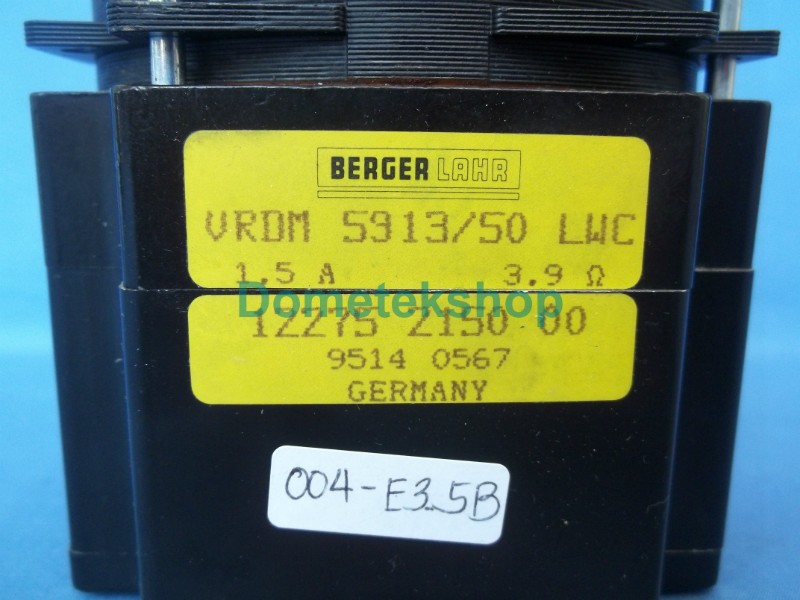 BERGER LAHR
VRDM 5913/50 LWC
1,5 A 3.9 Ω
Dometekshop
12275 2150 00
9514 0567
GERMANY
004-E3.5B